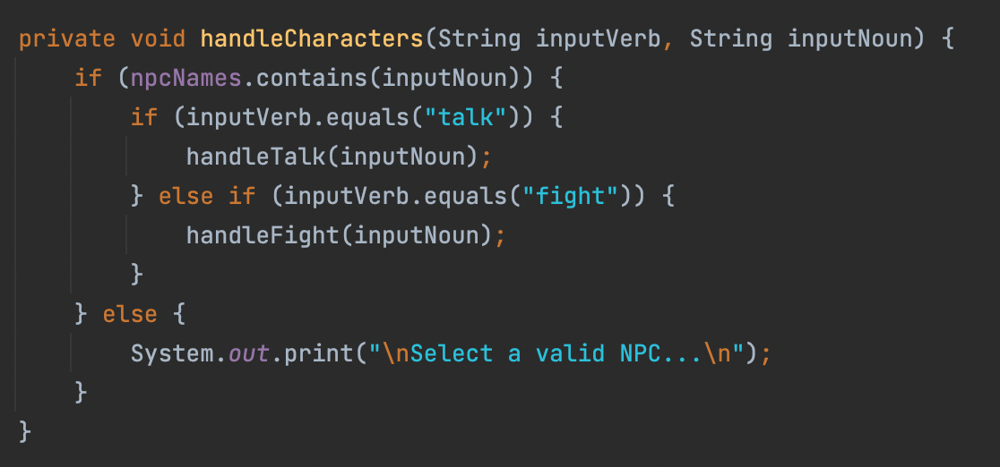 private void handleCharacters(String inputVerb, String inputNoun) {
    if (npcNames.contains(inputNoun)) {
        if (inputVerb.equals("talk")) {
            handleTalk(inputNoun);
        } else if (inputVerb.equals("fight")) {
            handleFight(inputNoun);
        }
    } else {
        System.out.print("\nSelect a valid NPC...\n");
    }
}